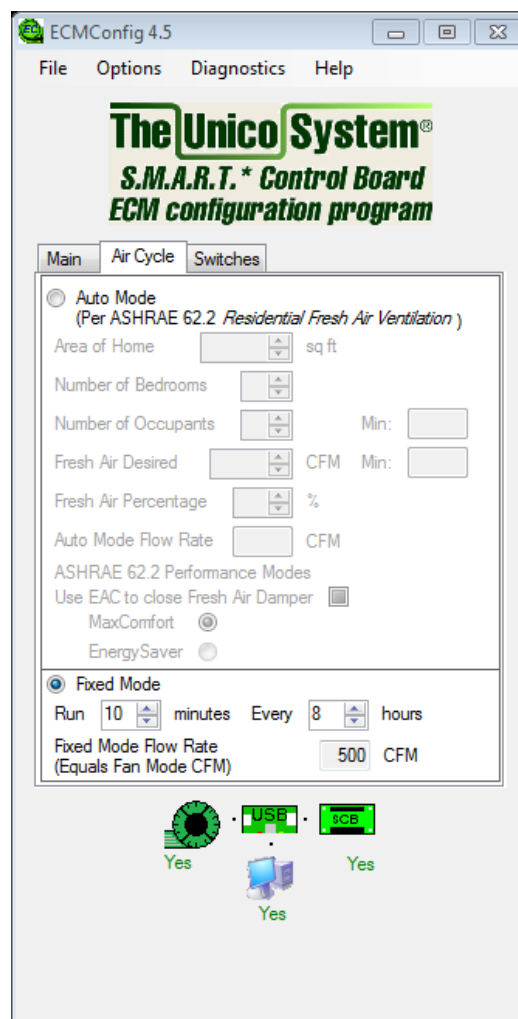 ECMConfig 4.5
File Options Diagnostics Help
The Unico System®
S.M.A.R.T.* Control Board
ECM configuration program
Main Air Cycle Switches
Auto Mode
(Per ASHRAE 62.2 Residential Fresh Air Ventilation )
Area of Home sq ft
Number of Bedrooms
Number of Occupants Min:
Fresh Air Desired CFM Min:
Fresh Air Percentage %
Auto Mode Flow Rate CFM
ASHRAE 62.2 Performance Modes
Use EAC to close Fresh Air Damper
MaxComfort
EnergySaver
Fixed Mode
Run 10 minutes Every 8 hours
Fixed Mode Flow Rate 500 CFM
(Equals Fan Mode CFM)
USB SCB
Yes Yes
Yes